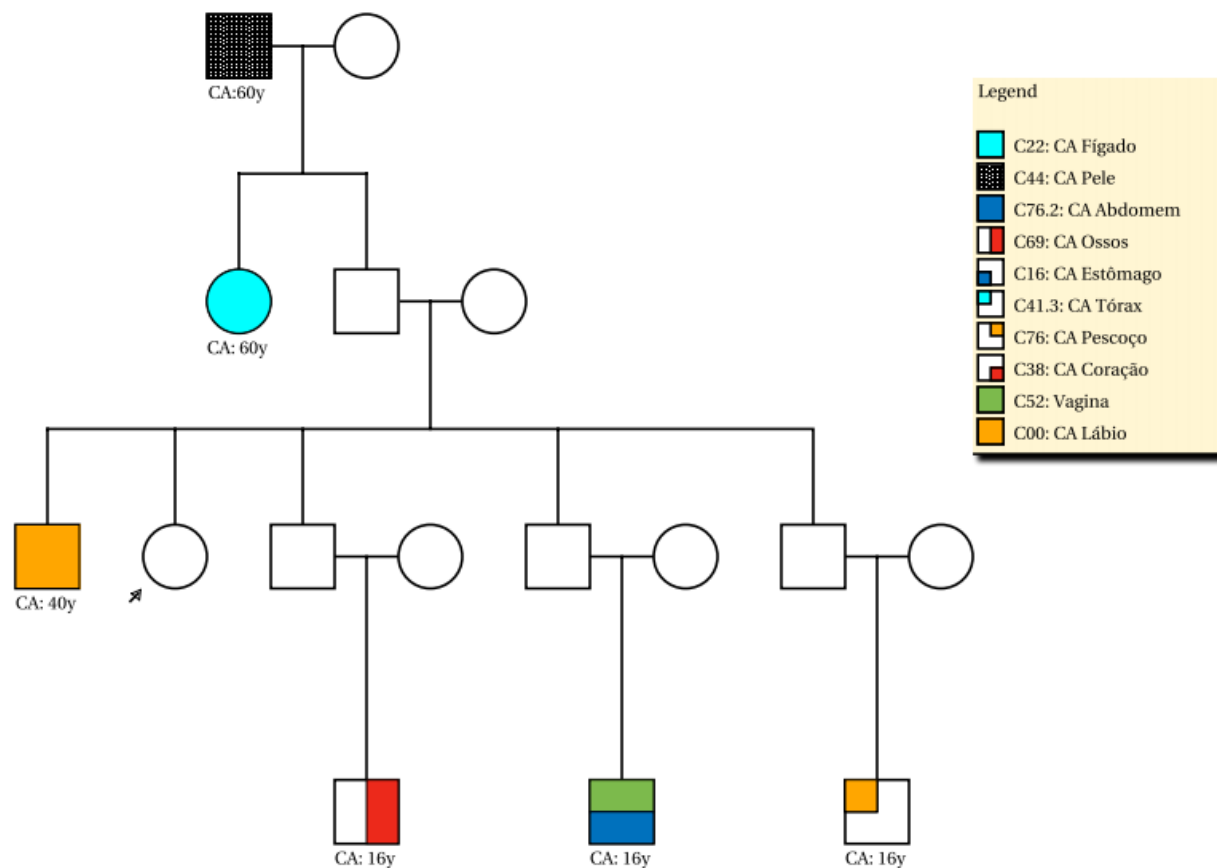 CA:60y
CA: 60y
CA: 40y
CA: 16y
CA: 16y
CA: 16y
Legend
C22: CA Fígado
C44: CA Pele
C76.2: CA Abdomem
C69: CA Ossos
C16: CA Estômago
C41.3: CA Tórax
C76: CA Pescoço
C38: CA Coração
C52: Vagina
C00: CA Lábio